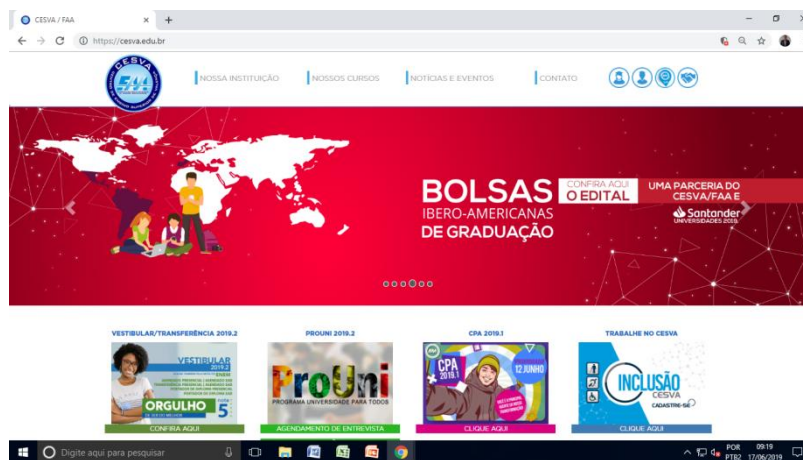 CESVA / FAA
https://cesva.edu.br
CESVA
FAA
NOSSA INSTITUIÇÃO
NOSSOS CURSOS
NOTÍCIAS E EVENTOS
CONTATO
BOLSAS
IBERO-AMERICANAS
DE GRADUAÇÃO
CONFIRA AQUI
O EDITAL
UMA PARCERIA DO
CESVA/FAA E
Santander
UNIVERSIDADES
VESTIBULAR/TRANSFERÊNCIA 2019.2
VESTIBULAR
2019.2
ORGULHO
5
CONFIRA AQUI
PROUNI 2019.2
ProUni
PROGRAMA UNIVERSIDADE PARA TODOS
AGENDAMENTO DE ENTREVISTA
CPA 2019.1
CPA
2019.1
12 JUNHO
CLIQUE AQUI
TRABALHE NO CESVA
INCLUSÃO
CESVA
CADASTRE-SE
CLIQUE AQUI
Digite aqui para pesquisar
POR
PTB2
09:19
17/06/2019